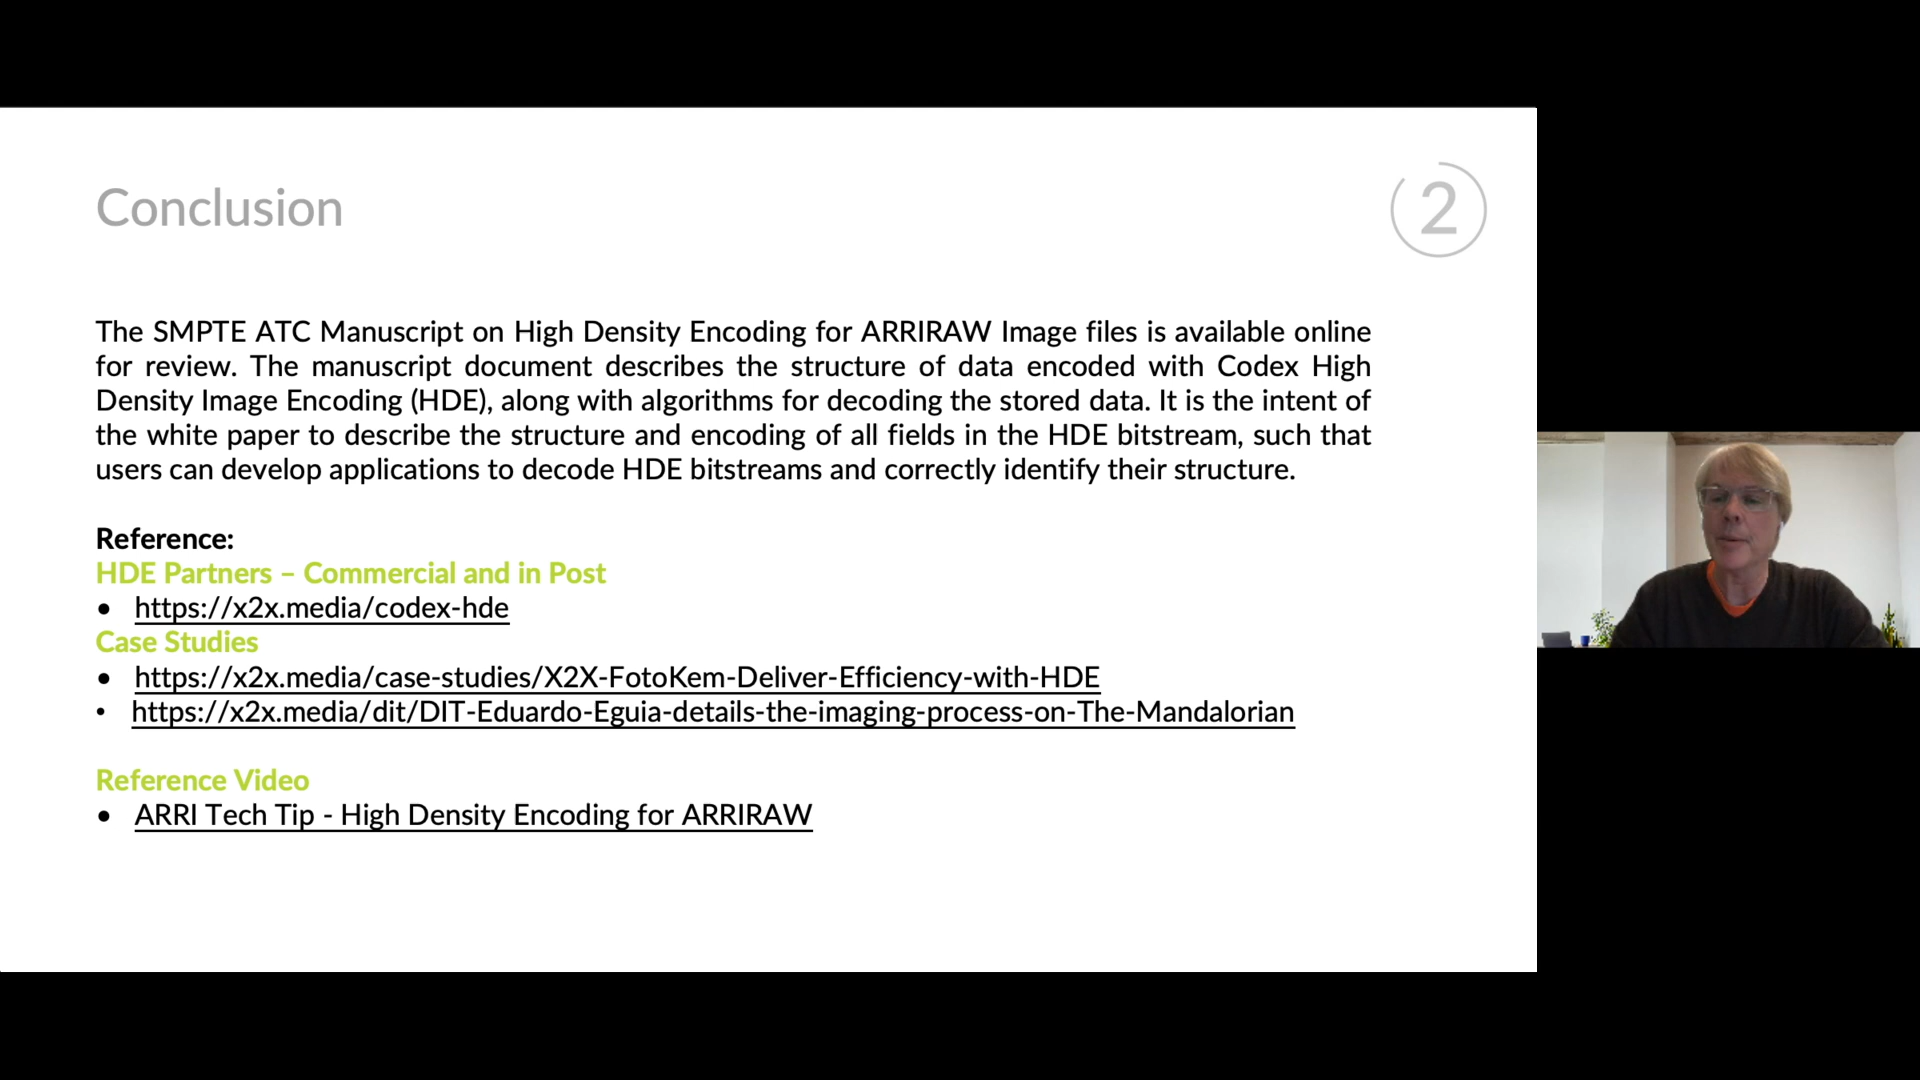 Conclusion
2
The SMPTE ATC Manuscript on High Density Encoding for ARRIRAW Image files is available online
for review. The manuscript document describes the structure of data encoded with Codex High
Density Image Encoding (HDE), along with algorithms for decoding the stored data. It is the intent of
the white paper to describe the structure and encoding of all fields in the HDE bitstream, such that
users can develop applications to decode HDE bitstreams and correctly identify their structure.
Reference:
HDE Partners – Commercial and in Post
• https://x2x.media/codex-hde
Case Studies
• https://x2x.media/case-studies/X2X-FotoKem-Deliver-Efficiency-with-HDE
• https://x2x.media/dit/DIT-Eduardo-Eguia-details-the-imaging-process-on-The-Mandalorian
Reference Video
• ARRI Tech Tip - High Density Encoding for ARRIRAW